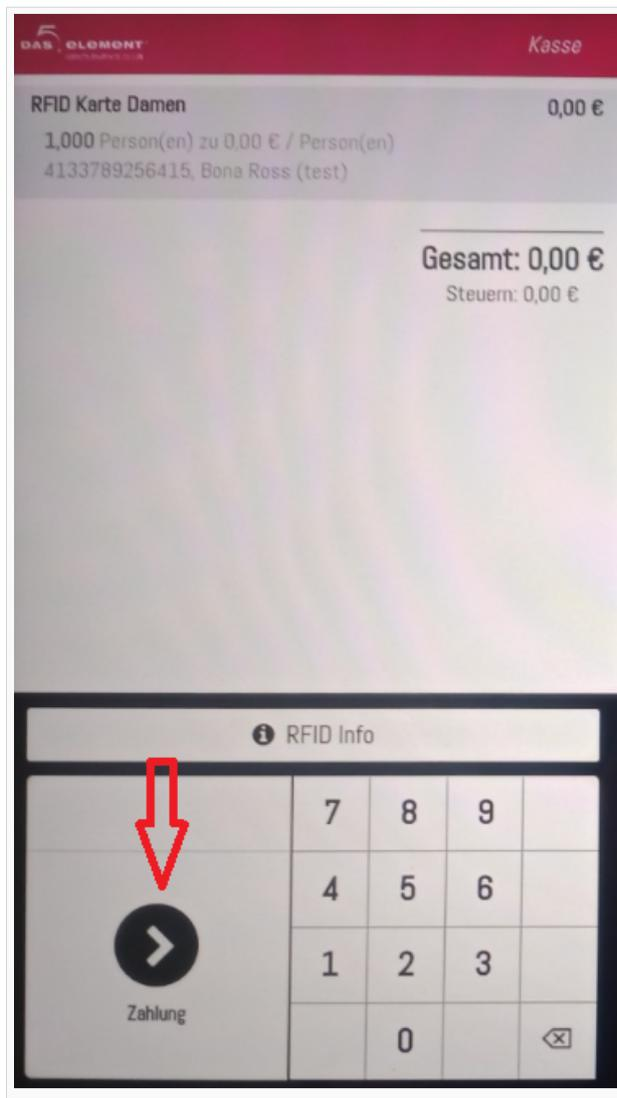 DAS 5 ELEMENT
Kasse
RFID Karte Damen 0,00 €
1,000 Person(en) zu 0,00 € / Person(en)
4133789256415, Bona Ross (test)
Gesamt: 0,00 €
Steuern: 0,00 €
RFID Info
7 8 9
4 5 6
1 2 3
Zahlung
0